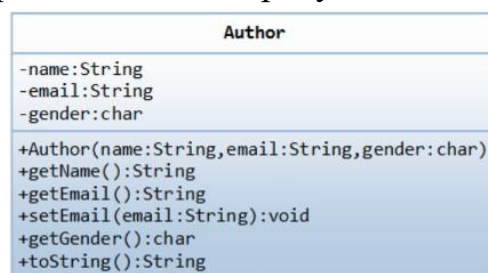 Author
-name:String
-email:String
-gender:char
+Author(name:String,email:String,gender:char)
+getName():String
+getEmail():String
+setEmail(email:String):void
+getGender():char
+toString():String